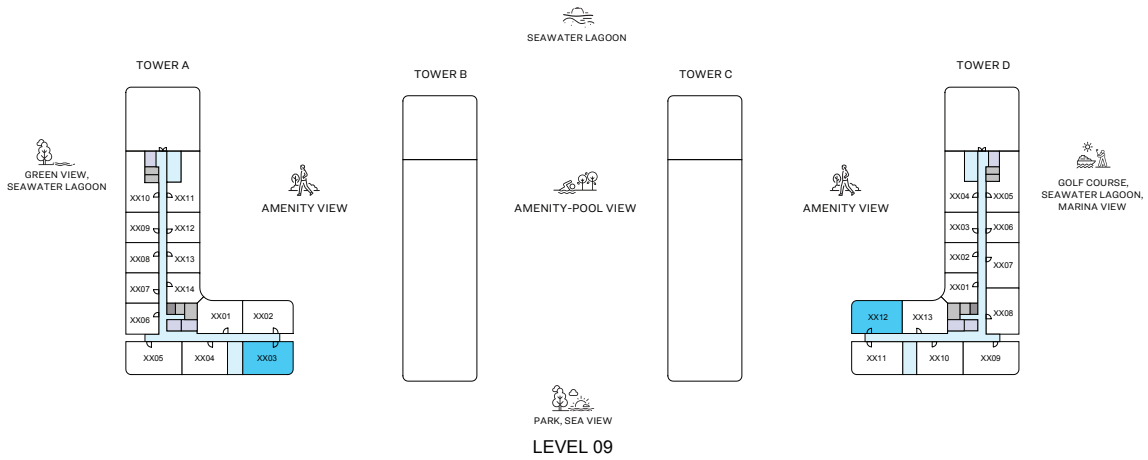 SEAWATER LAGOON
TOWER A
TOWER B
TOWER C
TOWER D
GREEN VIEW,
SEAWATER LAGOON
AMENITY VIEW
AMENITY-POOL VIEW
AMENITY VIEW
GOLF COURSE,
SEAWATER LAGOON,
MARINA VIEW
XX10
XX11
XX09
XX12
XX08
XX13
XX07
XX14
XX06
XX01
XX02
XX05
XX04
XX03
XX04
XX05
XX03
XX06
XX02
XX07
XX01
XX08
XX12
XX13
XX11
XX10
XX09
PARK, SEA VIEW
LEVEL 09